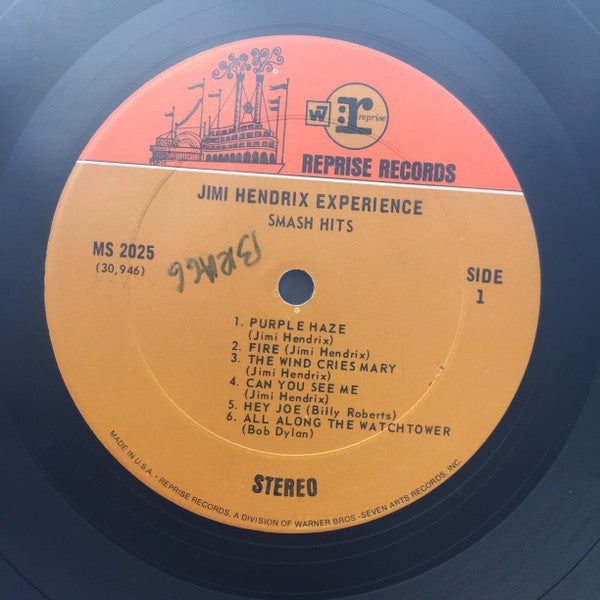 W7 r reprise
REPRISE RECORDS
JIMI HENDRIX EXPERIENCE
SMASH HITS
MS 2025
(30,946)
BRAGG
SIDE
1
1. PURPLE HAZE
(Jimi Hendrix)
2. FIRE (Jimi Hendrix)
3. THE WIND CRIES MARY
(Jimi Hendrix)
4. CAN YOU SEE ME
(Jimi Hendrix)
5. HEY JOE (Billy Roberts)
6. ALL ALONG THE WATCHTOWER
(Bob Dylan)
STEREO
MADE IN U.S.A. • REPRISE RECORDS, A DIVISION OF WARNER BROS.-SEVEN ARTS RECORDS, INC.